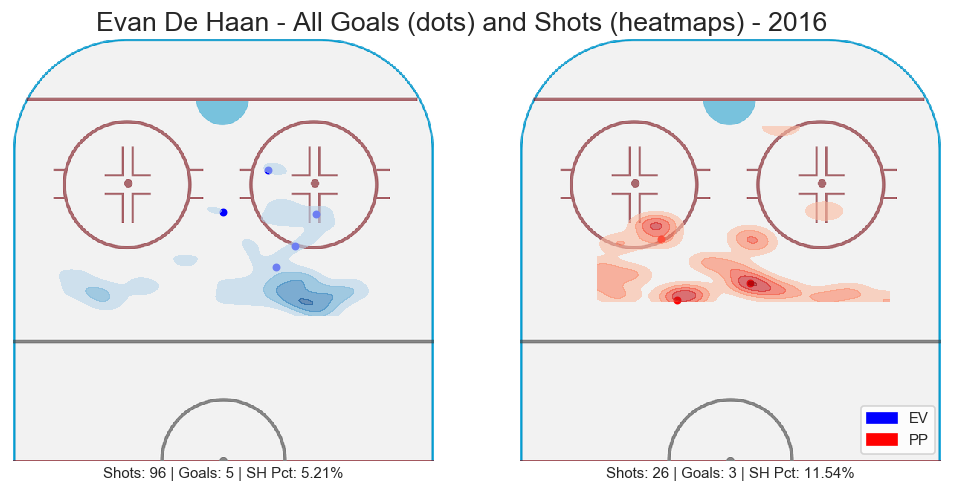 Evan De Haan - All Goals (dots) and Shots (heatmaps) - 2016
EV
PP
Shots: 96 | Goals: 5 | SH Pct: 5.21%
Shots: 26 | Goals: 3 | SH Pct: 11.54%